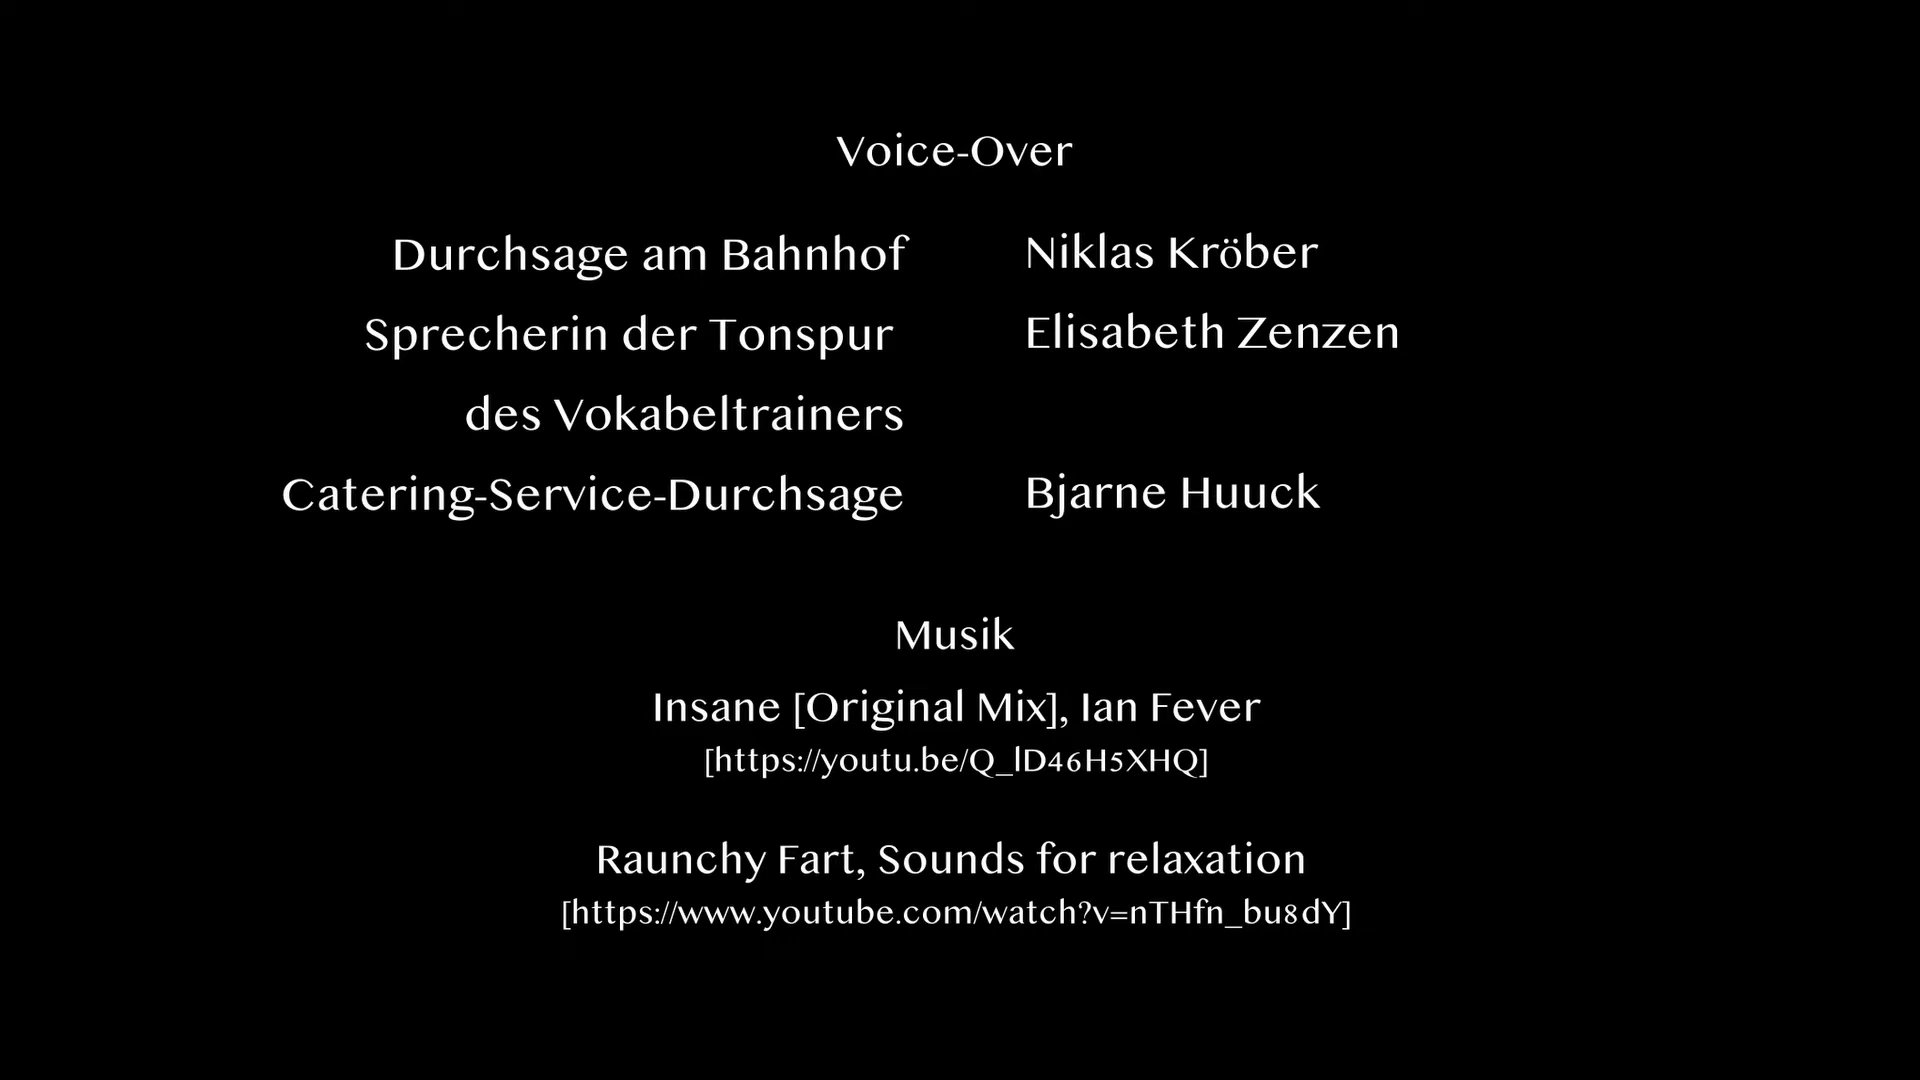 Voice-Over
Durchsage am Bahnhof Niklas Kröber
Sprecherin der Tonspur Elisabeth Zenzen
des Vokabeltrainers
Catering-Service-Durchsage Bjarne Huuck
Musik
Insane [Original Mix], Ian Fever
[https://youtu.be/Q_lD46H5XHQ]
Raunchy Fart, Sounds for relaxation
[https://www.youtube.com/watch?v=nTHfn_bu8dY]